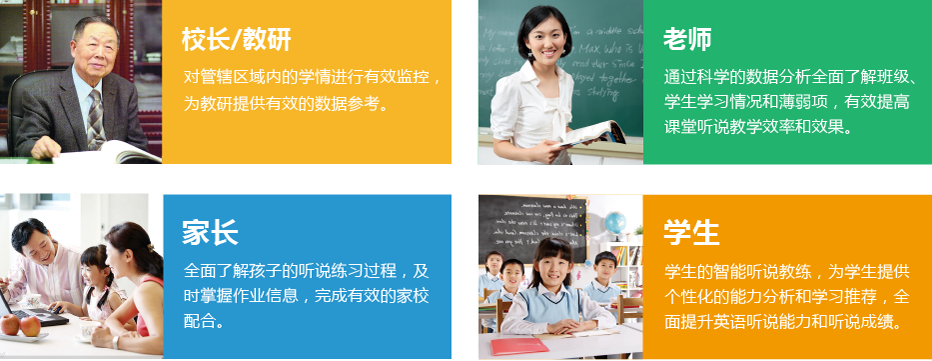 校长/教研
对管辖区域内的学情进行有效监控，
为教研提供有效的数据参考。
老师
通过科学的数据分析全面了解班级、
学生学习情况和薄弱项，有效提高
课堂听说教学效率和效果。
家长
全面了解孩子的听说练习过程，及
时掌握作业信息，完成有效的家校
配合。
学生
学生的智能听说教练，为学生提供
个性化的能力分析和学习推荐，全
面提升英语听说能力和听说成绩。